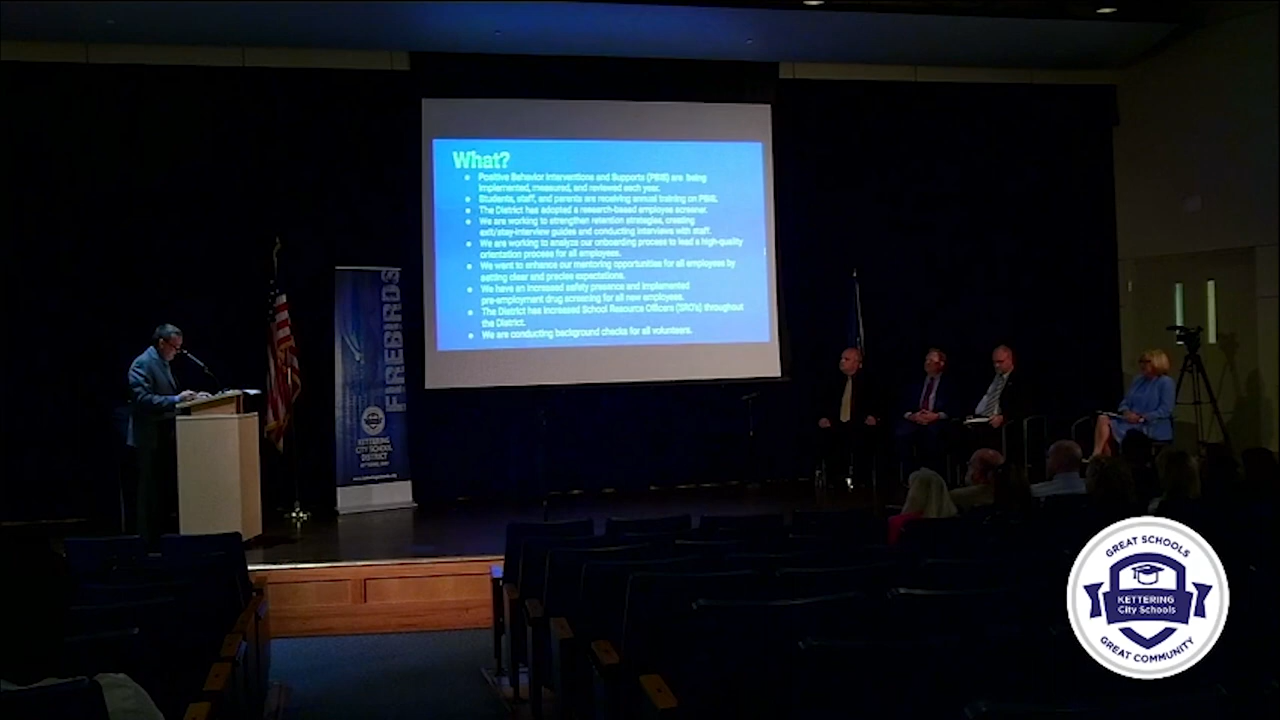 What?
Positive Behavior Interventions and Supports (PBIS) are being
implemented, measured, and reviewed each year.
Students, staff, and parents are receiving annual training on PBIS.
The District has adopted a research-based employee screener.
We are working to strengthen retention strategies, creating
exit/stay-interview guides and conducting interviews with staff.
We are working to analyze our onboarding process to lead a high-quality
orientation process for all employees.
We want to enhance our mentoring opportunities for all employees by
setting clear and precise expectations.
We have an increased safety presence and implemented
pre-employment drug screening for all new employees.
The District has increased School Resource Officers (SRO's) throughout
the District.
We are conducting background checks for all volunteers.
FIREBIRDS
KETTERING
CITY SCHOOL
DISTRICT
GREAT SCHOOLS
KETTERING
City Schools
GREAT COMMUNITY